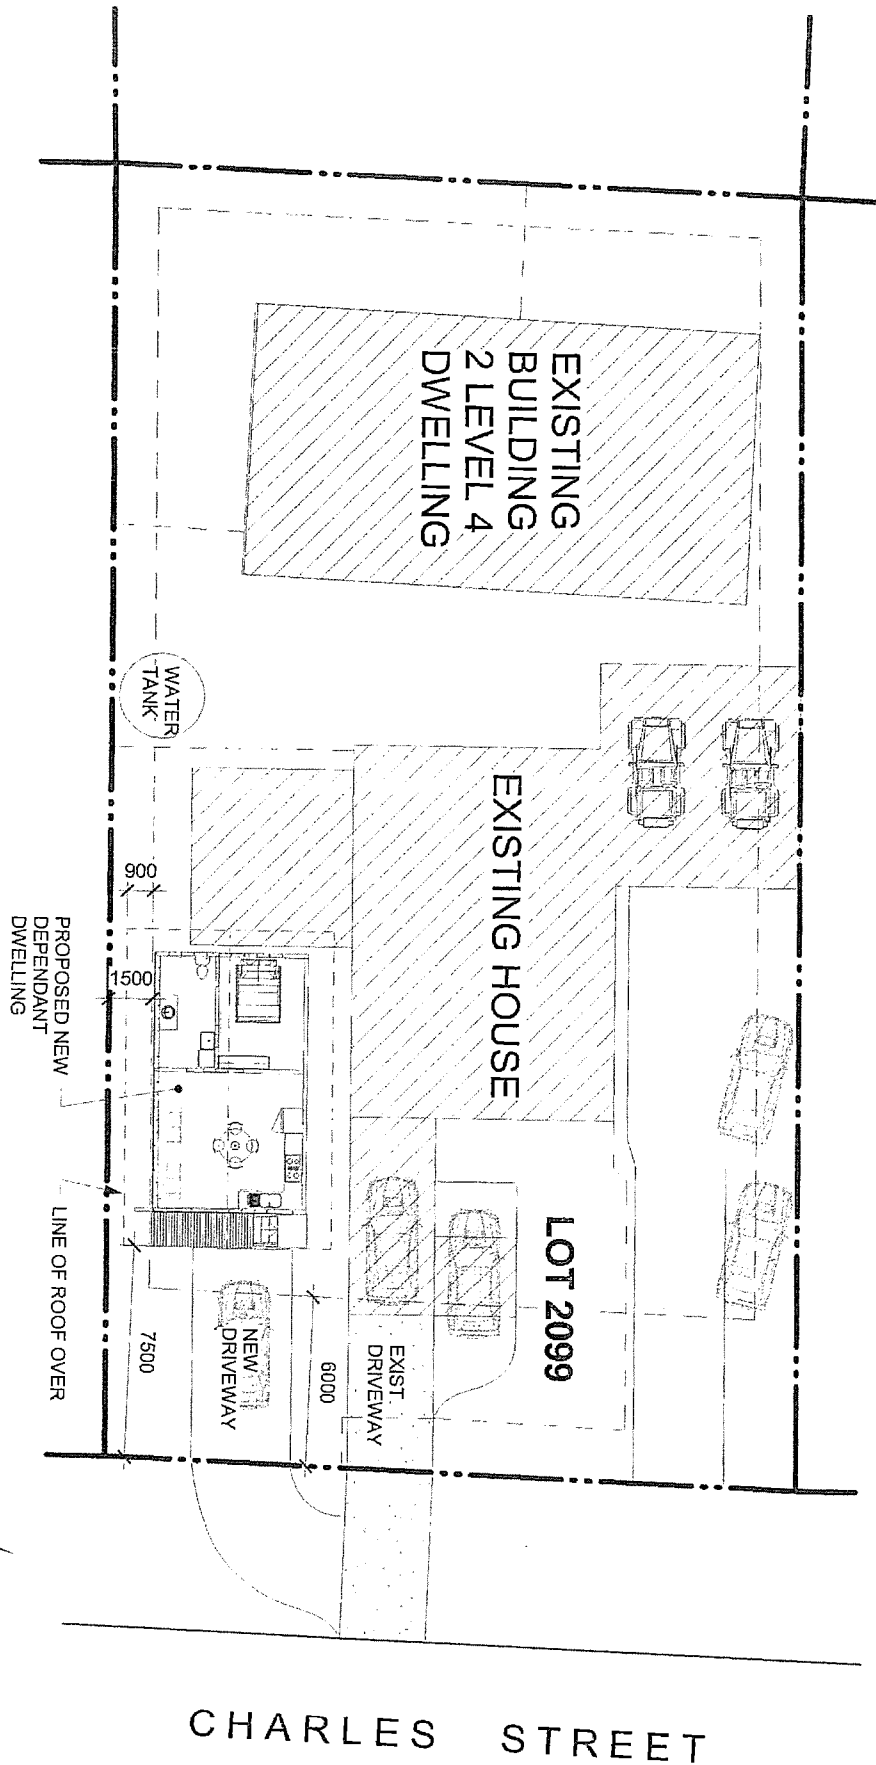 EXISTING
BUILDING
2 LEVEL 4
DWELLING
WATER
TANK
EXISTING HOUSE
900
1500
PROPOSED NEW
DEPENDANT
DWELLING
LINE OF ROOF OVER
LOT 2099
7500
NEW
DRIVEWAY
6000
EXIST.
DRIVEWAY
CHARLES STREET